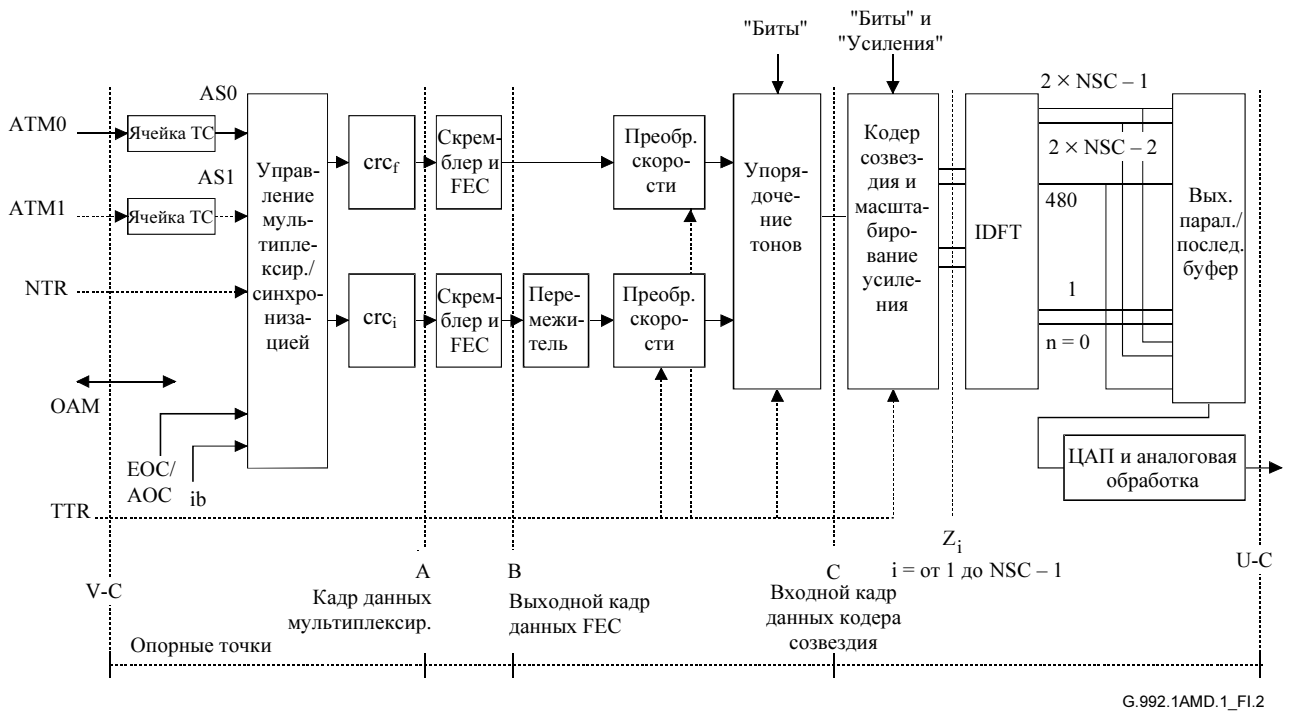 "Биты"
"Биты" и
"Усиления"
ATM0
Ячейка TC
AS0
ATM1
Ячейка TC
AS1
NTR
OAM
EOC/
AOC
ib
TTR
Управ-
ление
муль-
типле-
ксир./
синхро-
низа-
цией
crcf
crci
Скрем-
блер и
FEC
Скрем-
блер и
FEC
Пере-
межи-
тель
Преобр.
скоро-
сти
Преобр.
скоро-
сти
Упоря-
дочение
тонов
Кодер
созвез-
дия и
масшта-
биро-
вание
усиле-
ния
IDFT
2 × NSC – 1
2 × NSC – 2
480
1
n = 0
Вых.
парал./
послед.
буфер
ЦАП и аналоговая
обработка
V-C
A
Кадр данных
мультиплексир.
B
Выходной кадр
данных FEC
C
Входной кадр
данных кодера
созвездия
Zi
i = от 1 до NSC – 1
U-C
Опорные точки
G.992.1AMD.1_FI.2